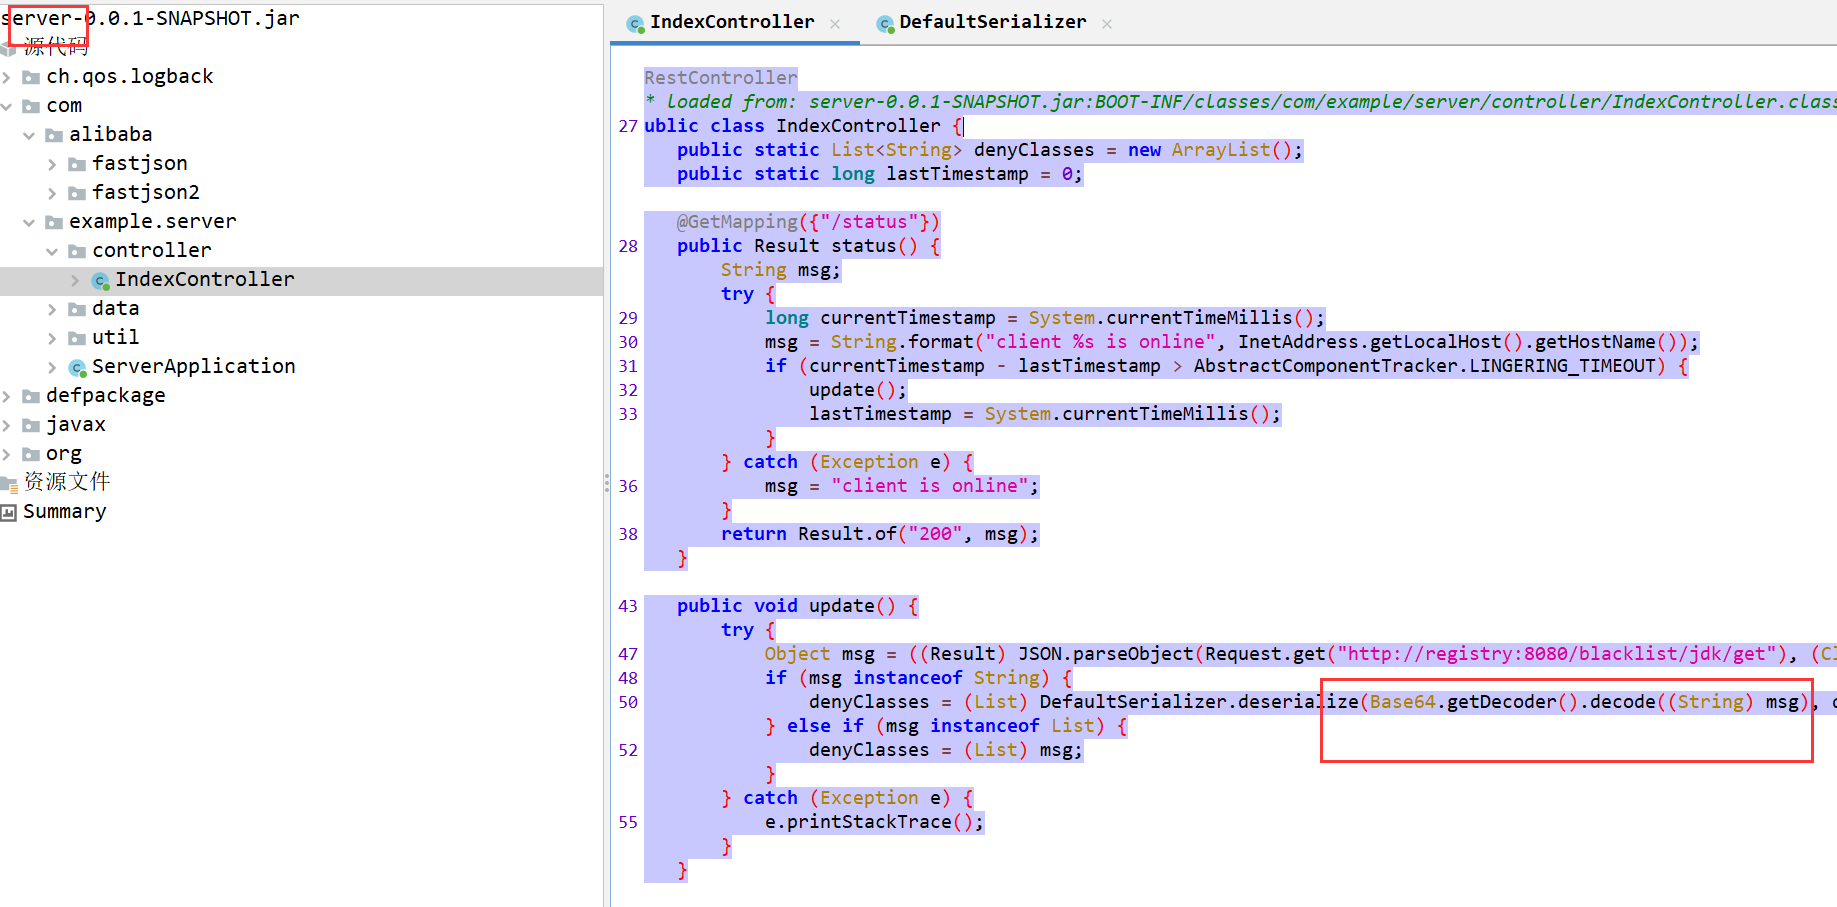 server-0.0.1-SNAPSHOT.jar
源代码
ch.qos.logback
com
alibaba
fastjson
fastjson2
example.server
controller
IndexController
data
util
ServerApplication
defpackage
javax
org
资源文件
Summary
IndexController × DefaultSerializer ×
RestController
* loaded from: server-0.0.1-SNAPSHOT.jar:BOOT-INF/classes/com/example/server/controller/IndexController.class
27 ublic class IndexController {
public static List<String> denyClasses = new ArrayList();
public static long lastTimestamp = 0;
@GetMapping({"/status"})
28 public Result status() {
String msg;
try {
29 long currentTimestamp = System.currentTimeMillis();
30 msg = String.format("client %s is online", InetAddress.getLocalHost().getHostName());
31 if (currentTimestamp - lastTimestamp > AbstractComponentTracker.LINGERING_TIMEOUT) {
32 update();
33 lastTimestamp = System.currentTimeMillis();
}
} catch (Exception e) {
36 msg = "client is online";
}
38 return Result.of("200", msg);
}
43 public void update() {
try {
47 Object msg = ((Result) JSON.parseObject(Request.get("http://registry:8080/blacklist/jdk/get"), (Cl
48 if (msg instanceof String) {
50 denyClasses = (List) DefaultSerializer.deserialize(Base64.getDecoder().decode((String) msg),
} else if (msg instanceof List) {
52 denyClasses = (List) msg;
}
} catch (Exception e) {
55 e.printStackTrace();
}
}